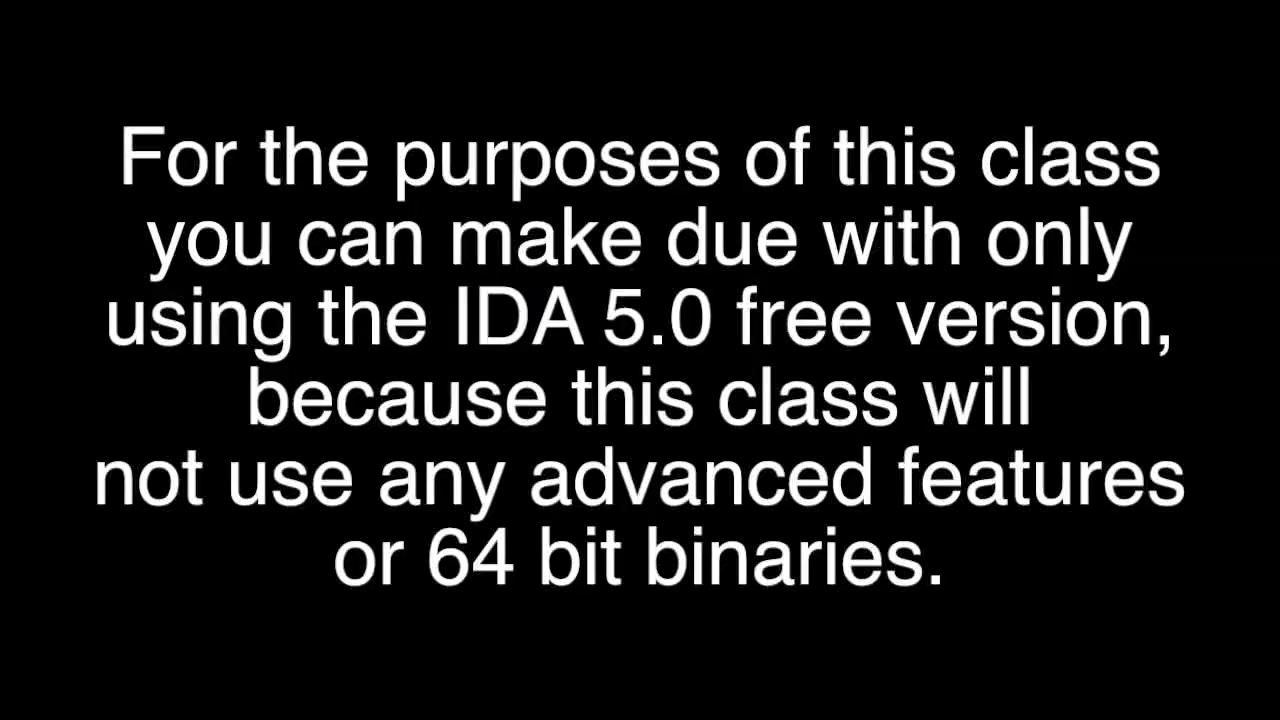 For the purposes of this class
you can make due with only
using the IDA 5.0 free version,
because this class will
not use any advanced features
or 64 bit binaries.